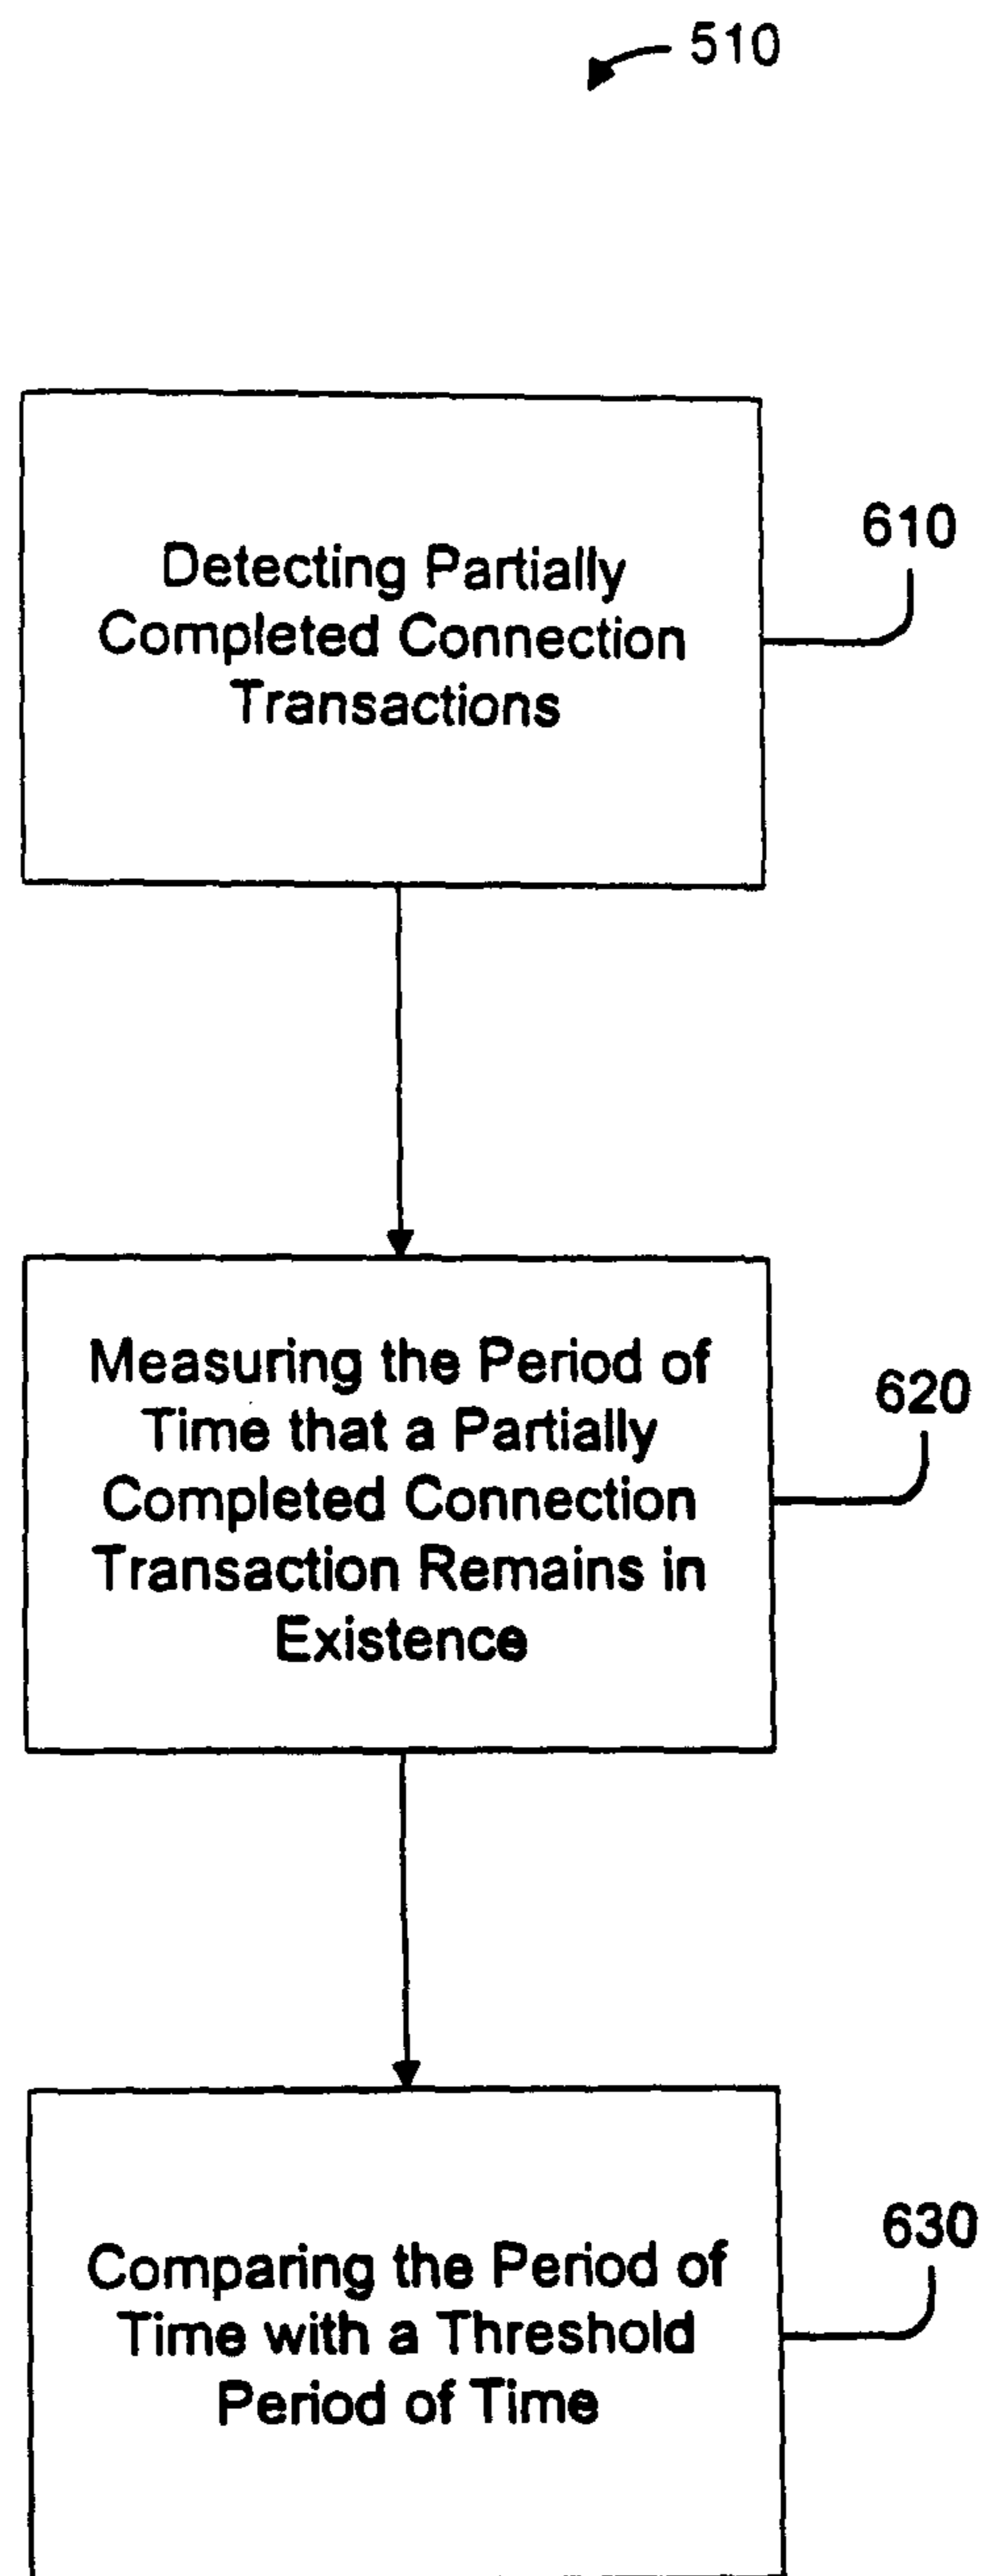 510
Detecting Partially
Completed Connection
Transactions
610
Measuring the Period of
Time that a Partially
Completed Connection
Transaction Remains in
Existence
620
Comparing the Period of
Time with a Threshold
Period of Time
630